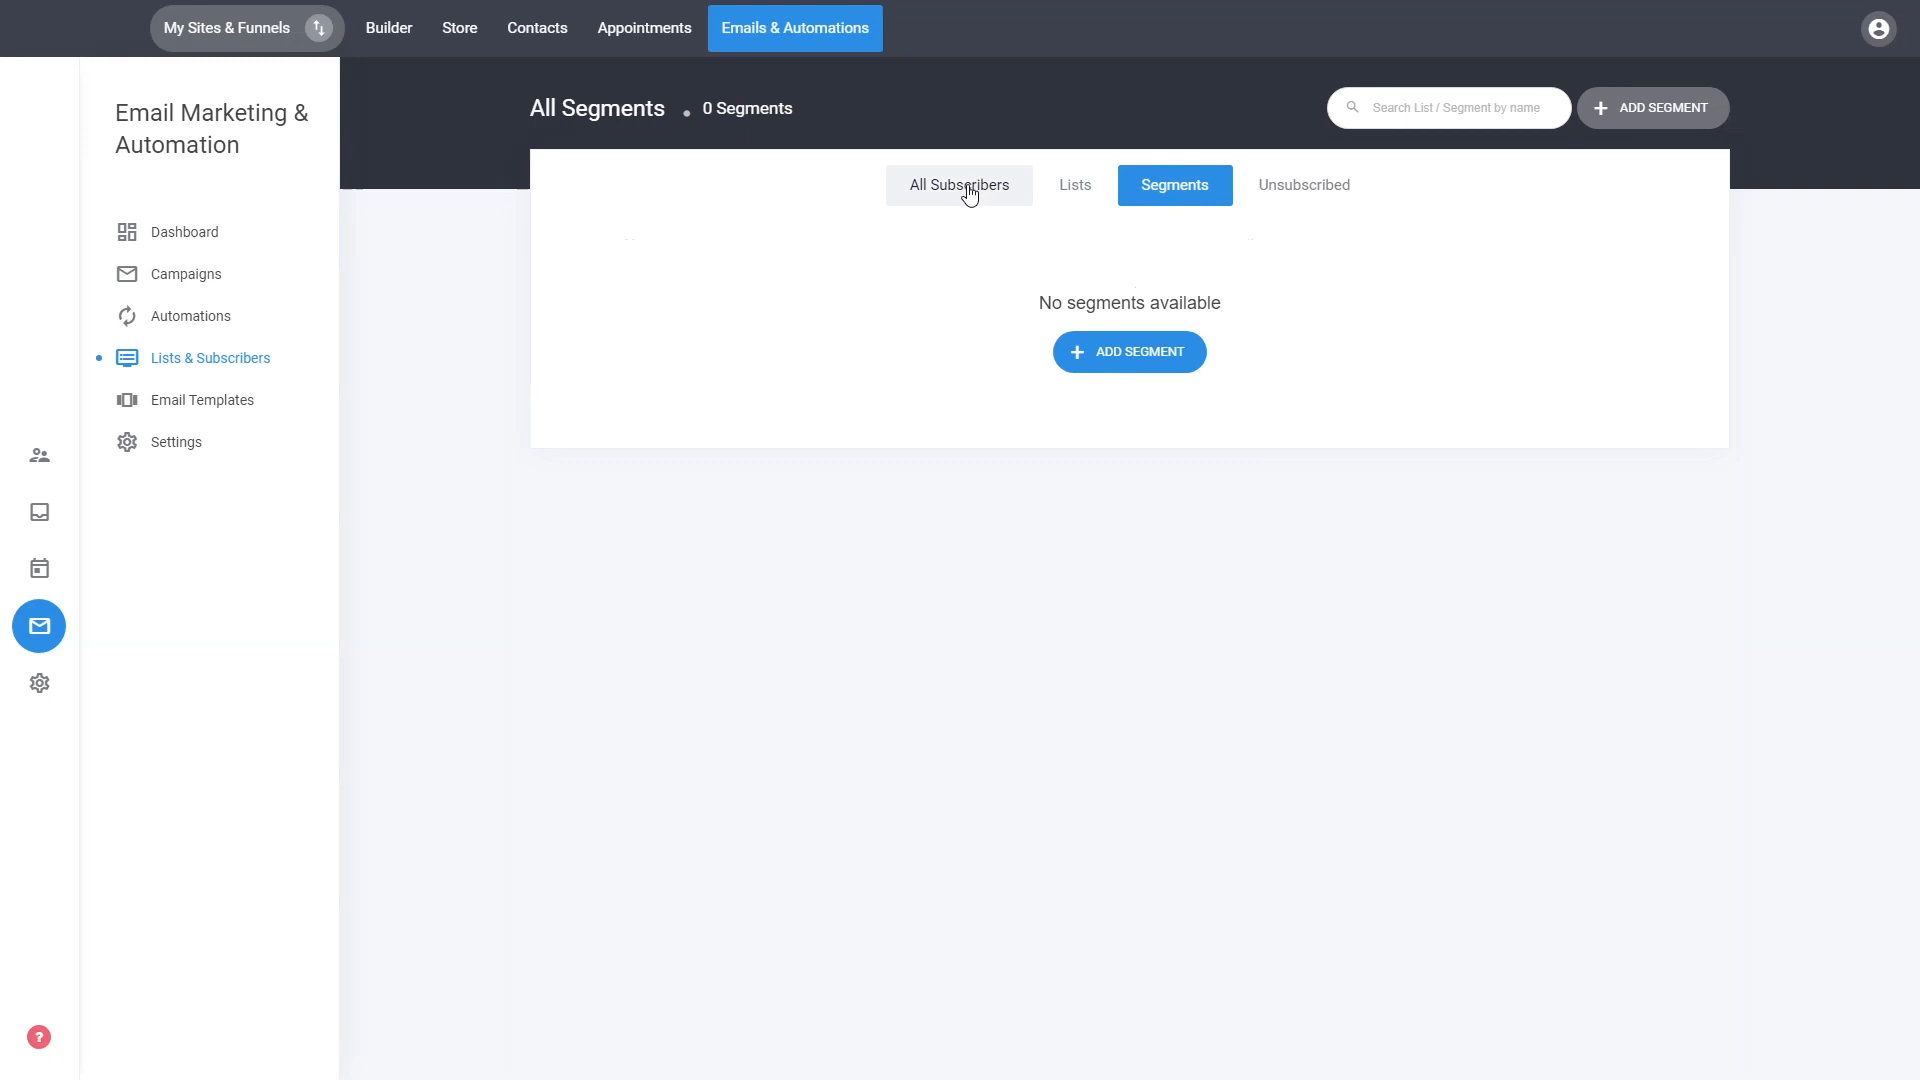 My Sites & Funnels
Builder
Store
Contacts
Appointments
Emails & Automations
Email Marketing &
Automation
Dashboard
Campaigns
Automations
Lists & Subscribers
Email Templates
Settings
?
All Segments
0 Segments
Search List / Segment by name
+ ADD SEGMENT
All Subscribers
Lists
Segments
Unsubscribed
No segments available
+ ADD SEGMENT